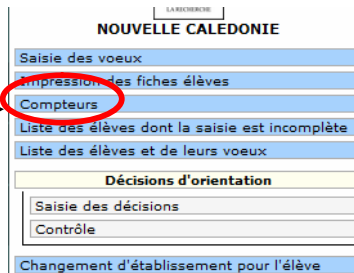 LA RECHERCHE
NOUVELLE CALEDONIE
Saisie des voeux
Impression des fiches élèves
Compteurs
Liste des élèves dont la saisie est incomplète
Liste des élèves et de leurs voeux
Décisions d'orientation
Saisie des décisions
Contrôle
Changement d'établissement pour l'élève